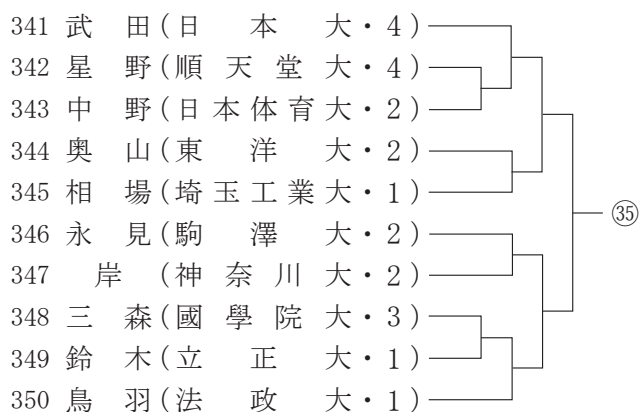 341 武田(日本大・4)
342 星野(順天堂大・4)
343 中野(日本体育大・2)
344 奥山(東洋大・2)
345 相場(埼玉工業大・1)
346 永見(駒澤大・2)
347 岸(神奈川大・2)
348 三森(國學院大・3)
349 鈴木(立正大・1)
350 鳥羽(法政大・1)
㉟